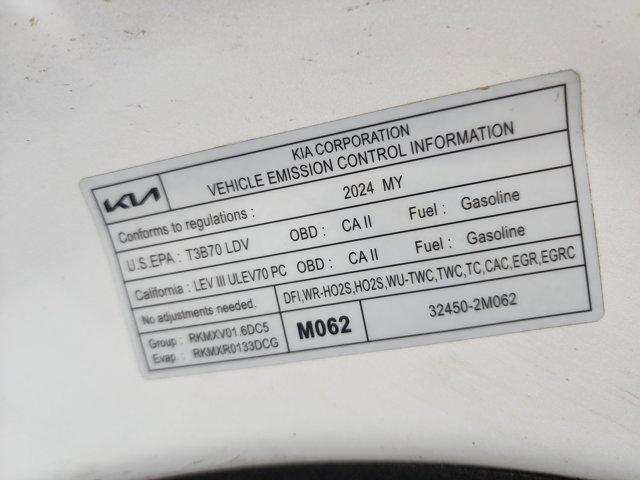 KIA
KIA CORPORATION
VEHICLE EMISSION CONTROL INFORMATION
Conforms to regulations : 2024 MY
U.S.EPA : T3B70 LDV OBD : CA II Fuel : Gasoline
California : LEV III ULEV70 PC OBD : CA II Fuel : Gasoline
No adjustments needed. DFI,WR-HO2S,HO2S,WU-TWC,TWC,TC,CAC,EGR,EGRC
Group : RKMXV01.6DC5
Evap : RKMXR0133DCG
M062
32450-2M062